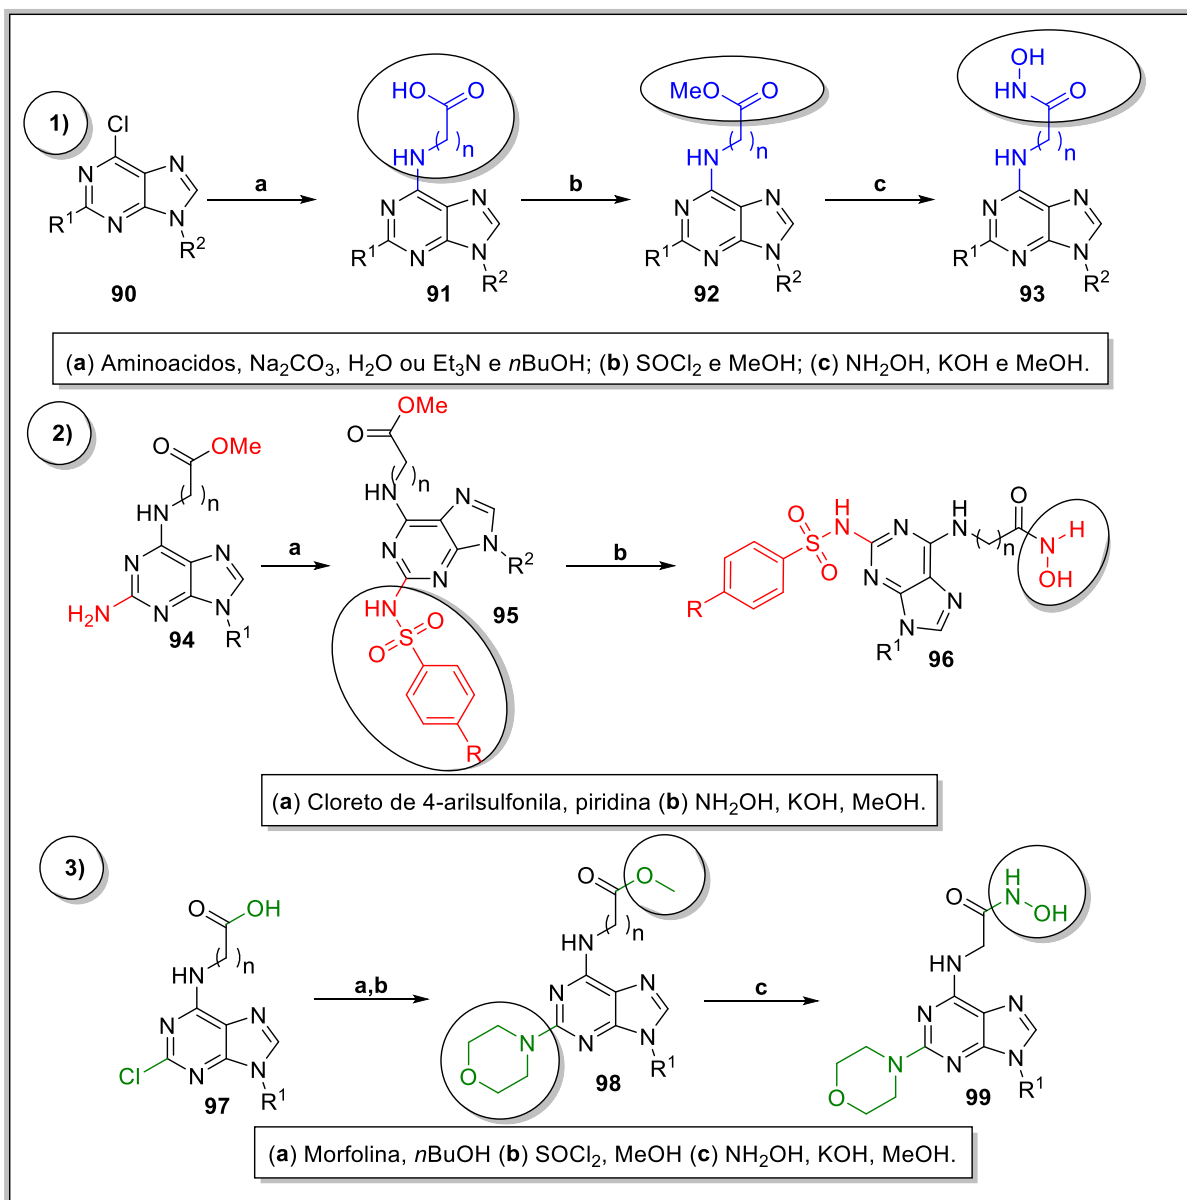 1)
Cl
N
N
N
N
R¹
R²
90
a
HO
O
HN
( )n
N
N
N
N
R¹
R²
91
b
MeO
O
HN
( )n
N
N
N
N
R¹
R²
92
c
OH
HN
O
HN
( )n
N
N
N
N
R¹
R²
93
(a) Aminoacidos, Na₂CO₃, H₂O ou Et₃N e nBuOH; (b) SOCl₂ e MeOH; (c) NH₂OH, KOH e MeOH.
2)
O
OMe
( )n
HN
N
N
N
N
H₂N
R¹
94
a
OMe
O
( )n
HN
N
N
N
N
R²
HN
O
S
O
R
95
b
O
S
O
H
N
R
N
N
N
N
R¹
H
N
( )n
O
N
H
OH
96
(a) Cloreto de 4-arilsulfonila, piridina (b) NH₂OH, KOH, MeOH.
3)
O
OH
( )n
HN
N
N
N
N
Cl
R¹
97
a,b
O
O
( )n
HN
N
N
N
N
N
O
R¹
98
c
O
H
N
OH
HN
N
N
N
N
N
O
R¹
99
(a) Morfolina, nBuOH (b) SOCl₂, MeOH (c) NH₂OH, KOH, MeOH.